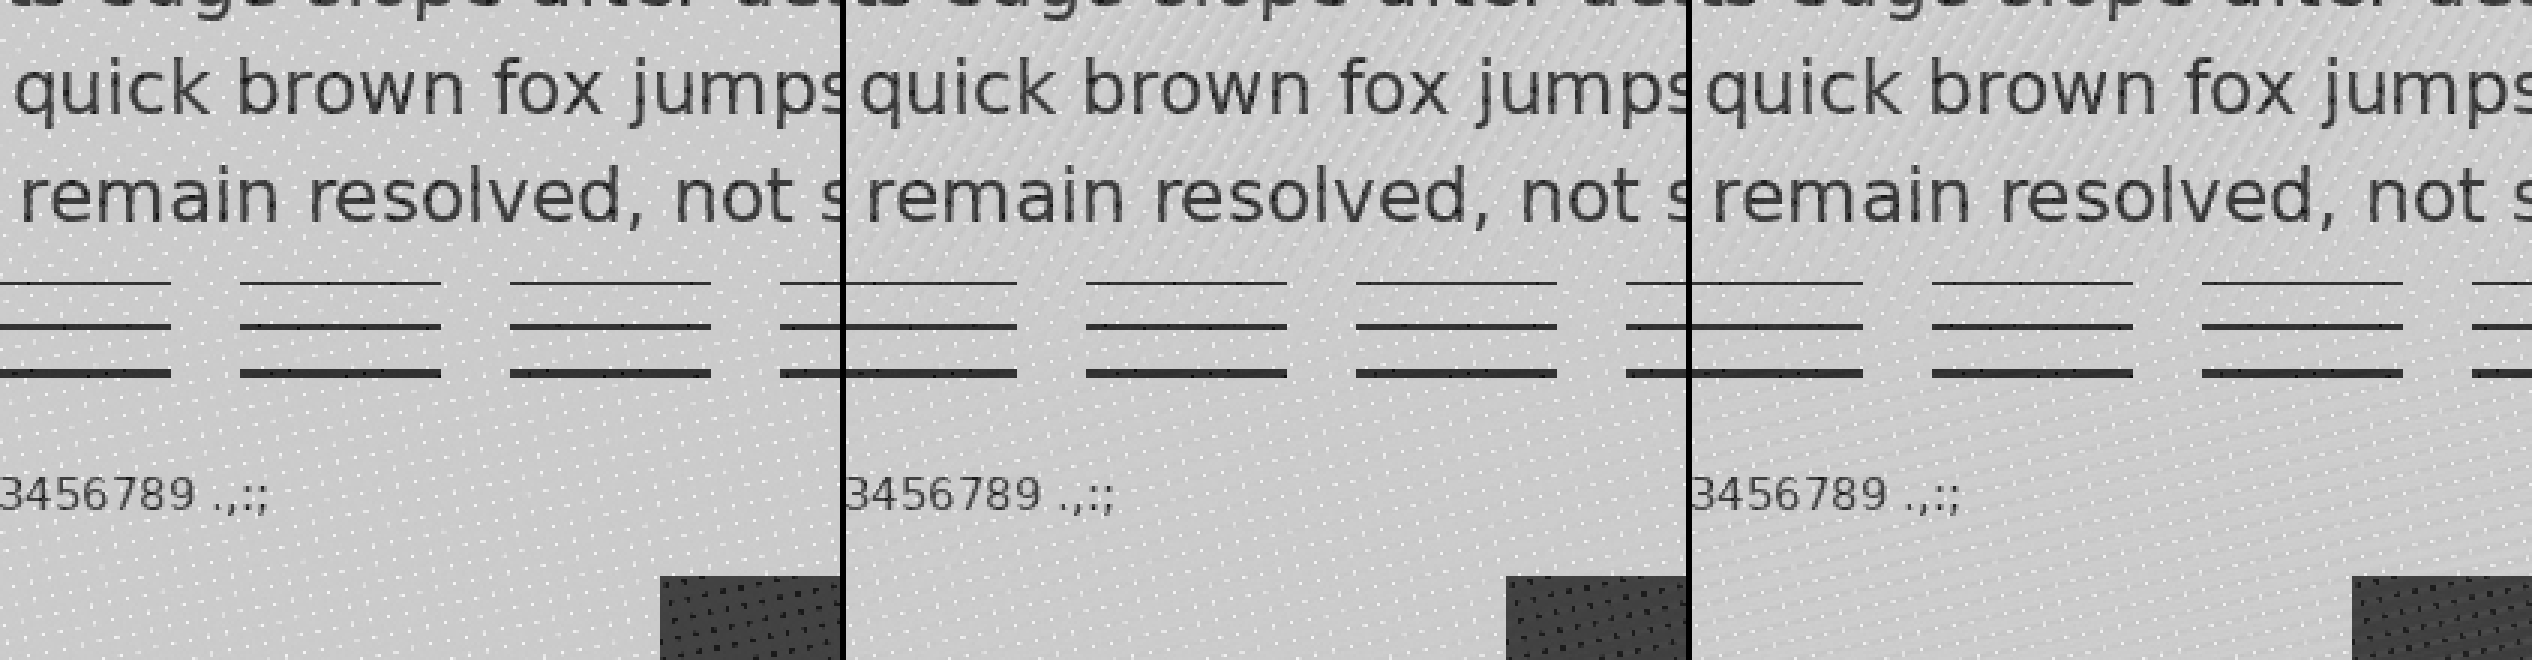 quick brown fox jumps quick brown fox jumps quick brown fox jumps
remain resolved, not remain resolved, not remain resolved, not
3456789 .,:; 3456789 .,:; 3456789 .,:;